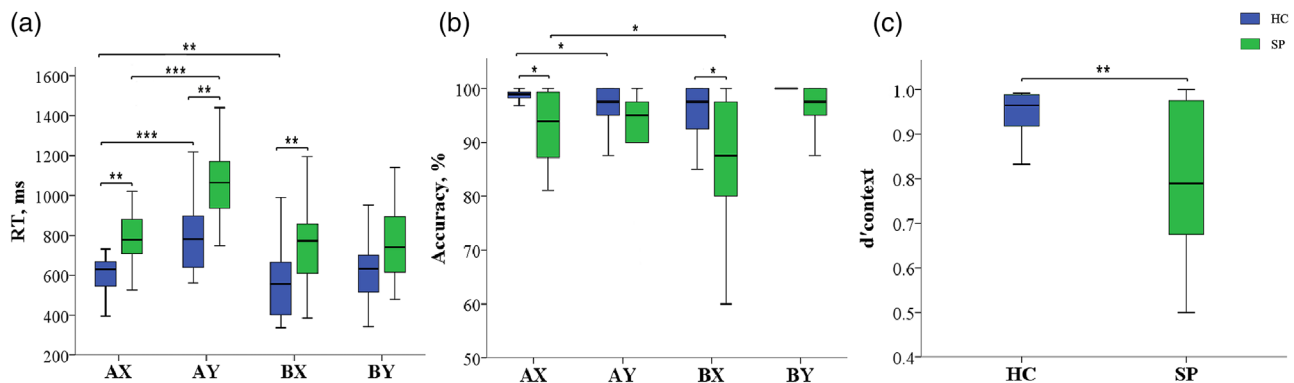 (a)
**
***
**
***
**
**
1600
1400
1200
1000
800
600
400
200
RT, ms
AX
AY
BX
BY
(b)
*
*
*
*
100
90
80
70
60
50
Accuracy, %
AX
AY
BX
BY
(c)
HC
SP
**
1.0
0.9
0.8
0.7
0.6
0.5
0.4
d'context
HC
SP